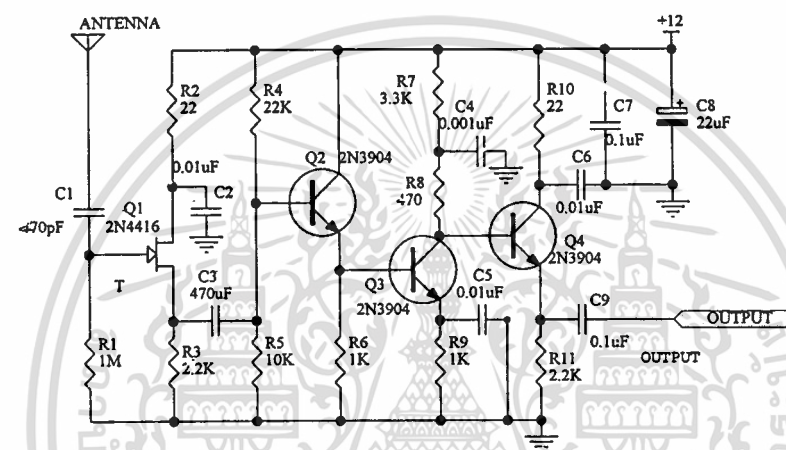 ANTENNA
+12
R2
22
R4
22K
R7
3.3K
R10
22
C4
0.001uF
C7
0.1uF
C8
22uF
+
0.01uF
C2
Q2
2N3904
C6
0.01uF
R8
470
C1
470pF
Q1
2N4416
T
C3
470uF
Q3
2N3904
C5
0.01uF
Q4
2N3904
C9
0.1uF
OUTPUT
OUTPUT
R1
1M
R3
2.2K
R5
10K
R6
1K
R9
1K
R11
2.2K